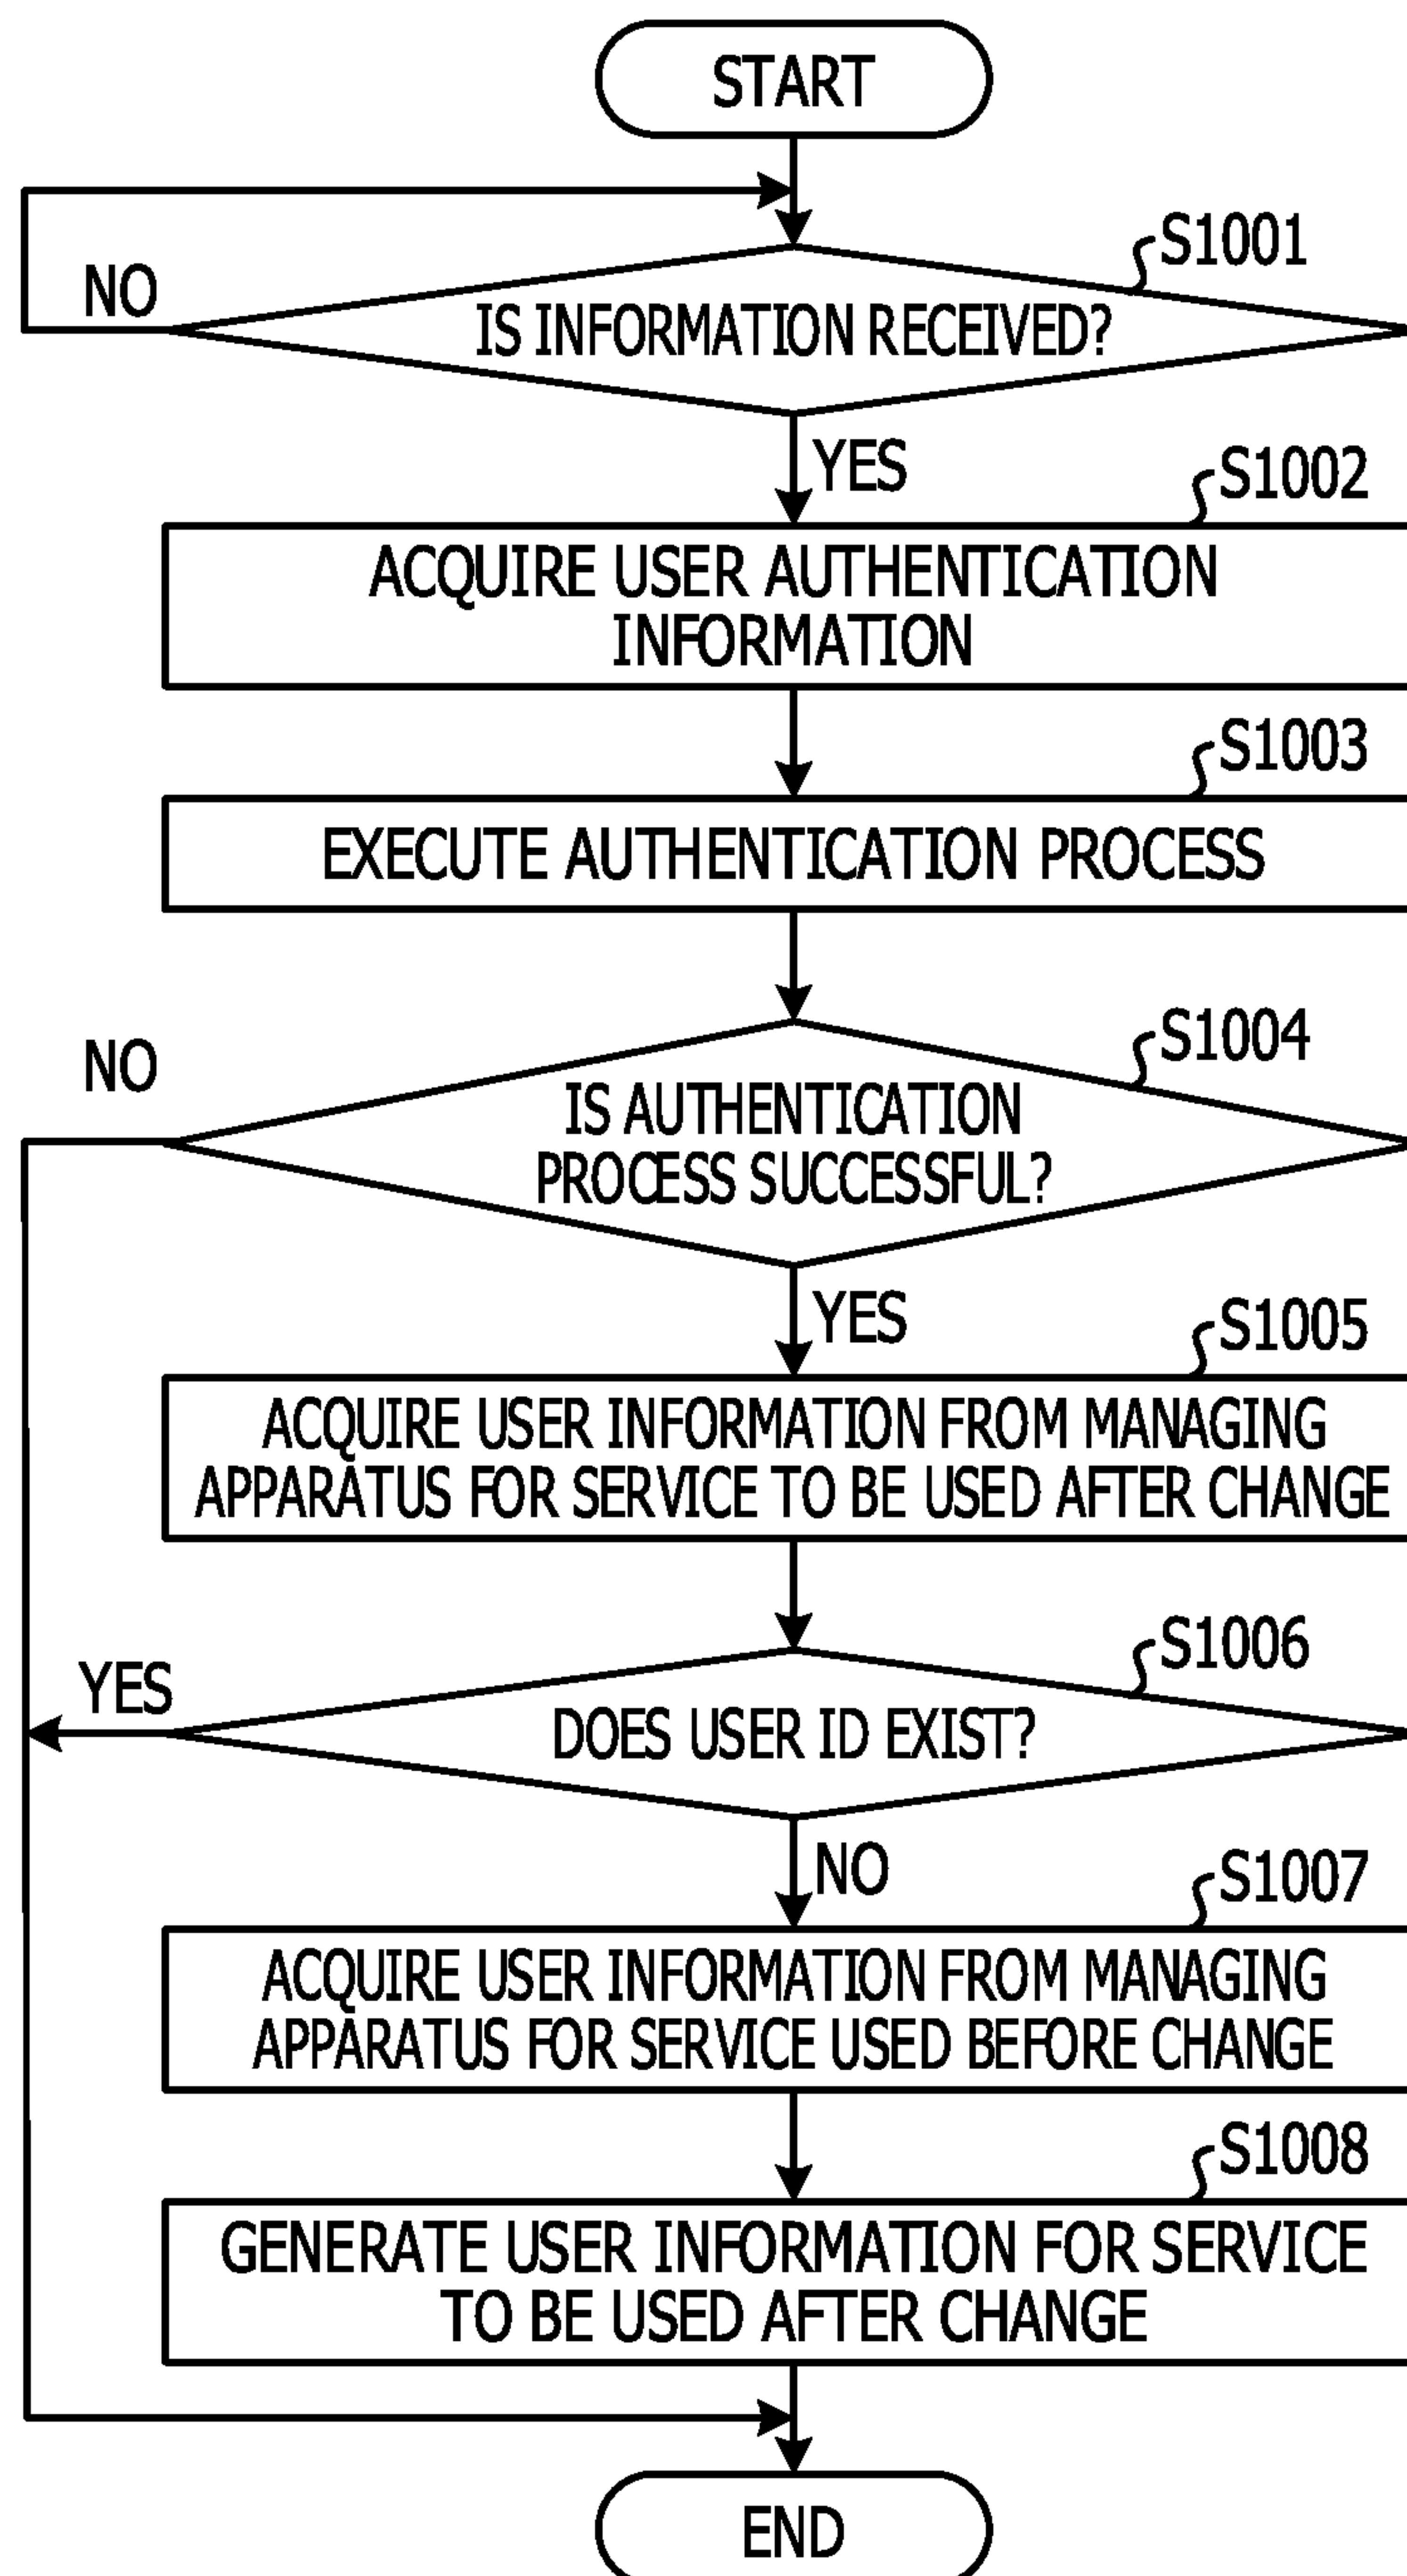 START
S1001
NO
IS INFORMATION RECEIVED?
YES
S1002
ACQUIRE USER AUTHENTICATION
INFORMATION
S1003
EXECUTE AUTHENTICATION PROCESS
S1004
NO
IS AUTHENTICATION
PROCESS SUCCESSFUL?
YES
S1005
ACQUIRE USER INFORMATION FROM MANAGING
APPARATUS FOR SERVICE TO BE USED AFTER CHANGE
S1006
YES
DOES USER ID EXIST?
NO
S1007
ACQUIRE USER INFORMATION FROM MANAGING
APPARATUS FOR SERVICE USED BEFORE CHANGE
S1008
GENERATE USER INFORMATION FOR SERVICE
TO BE USED AFTER CHANGE
END